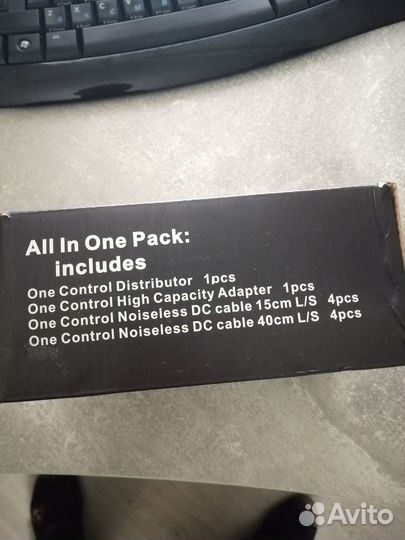 All In One Pack:
includes
One Control Distributor 1pcs
One Control High Capacity Adapter 1pcs
One Control Noiseless DC cable 15cm L/S 4pcs
One Control Noiseless DC cable 40cm L/S 4pcs
Avito